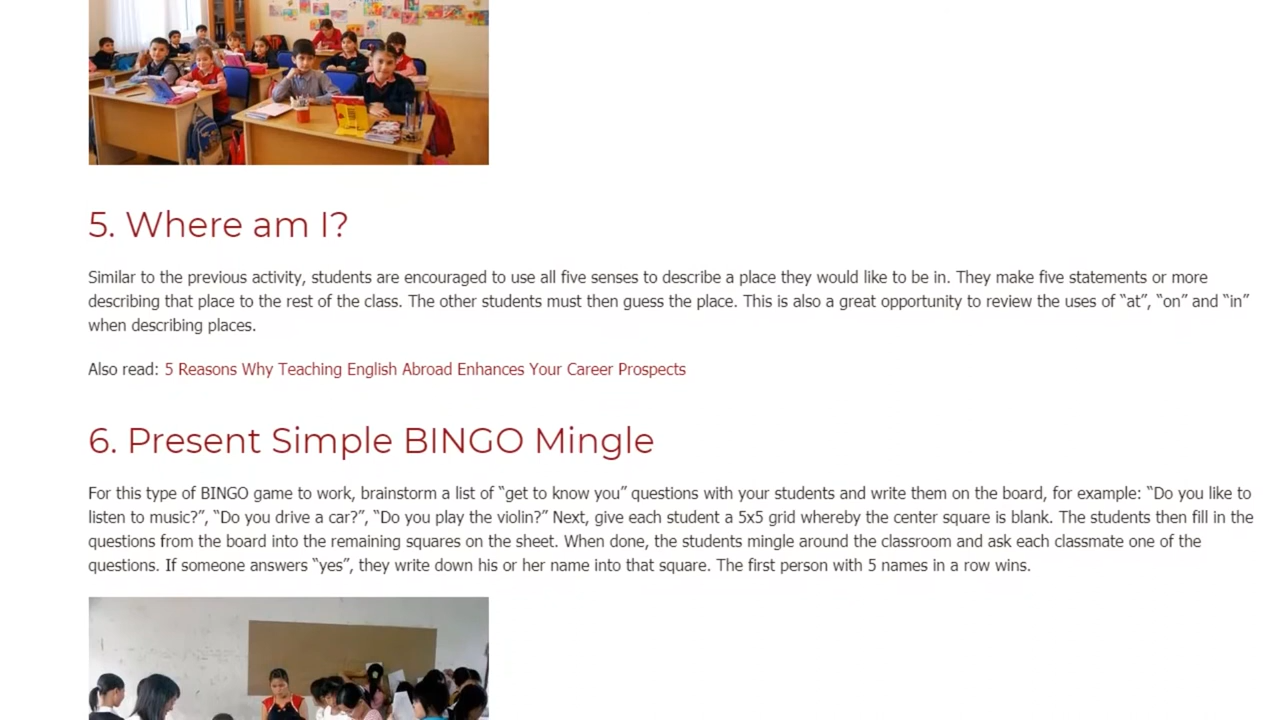 5. Where am I?
Similar to the previous activity, students are encouraged to use all five senses to describe a place they would like to be in. They make five statements or more
describing that place to the rest of the class. The other students must then guess the place. This is also a great opportunity to review the uses of “at”, “on” and “in”
when describing places.
Also read: 5 Reasons Why Teaching English Abroad Enhances Your Career Prospects
6. Present Simple BINGO Mingle
For this type of BINGO game to work, brainstorm a list of “get to know you” questions with your students and write them on the board, for example: “Do you like to
listen to music?”, “Do you drive a car?”, “Do you play the violin?” Next, give each student a 5x5 grid whereby the center square is blank. The students then fill in the
questions from the board into the remaining squares on the sheet. When done, the students mingle around the classroom and ask each classmate one of the
questions. If someone answers “yes”, they write down his or her name into that square. The first person with 5 names in a row wins.